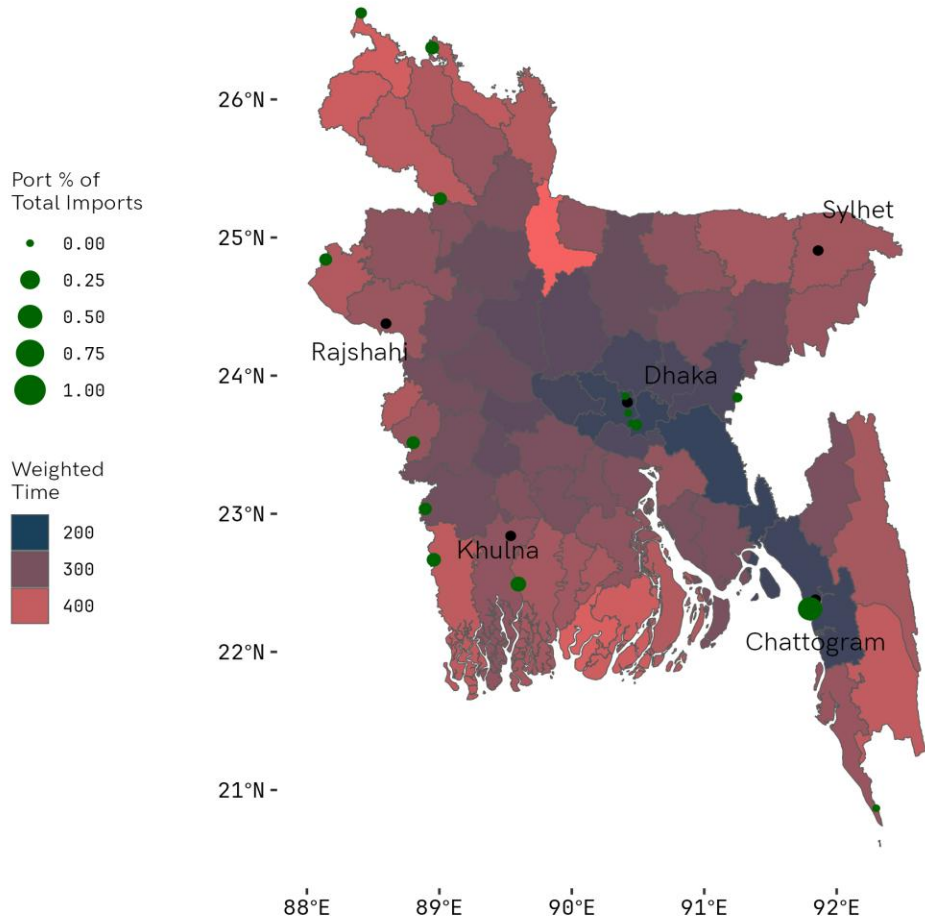 26°N
25°N
24°N
23°N
22°N
21°N
88°E
89°E
90°E
91°E
92°E
Port % of
Total Imports
0.00
0.25
0.50
0.75
1.00
Weighted
Time
200
300
400
Sylhet
Rajshahi
Dhaka
Khulna
Chattogram